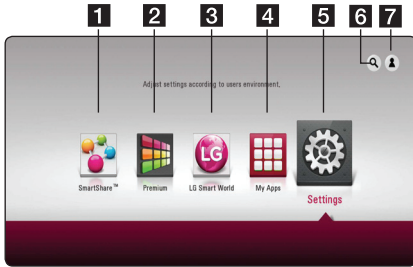 1 2 3 4 5 6 7
Adjust settings according to users environment.
LG
SmartShare™ Premium LG Smart World My Apps Settings